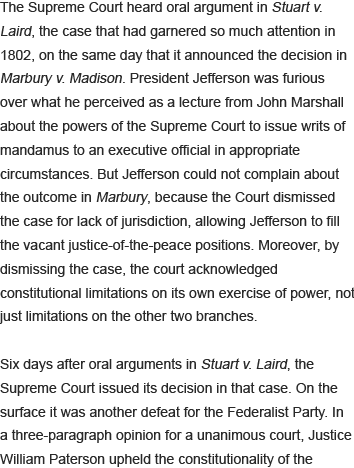 The Supreme Court heard oral argument in Stuart v.
Laird, the case that had garnered so much attention in
1802, on the same day that it announced the decision in
Marbury v. Madison. President Jefferson was furious
over what he perceived as a lecture from John Marshall
about the powers of the Supreme Court to issue writs of
mandamus to an executive official in appropriate
circumstances. But Jefferson could not complain about
the outcome in Marbury, because the Court dismissed
the case for lack of jurisdiction, allowing Jefferson to fill
the vacant justice-of-the-peace positions. Moreover, by
dismissing the case, the court acknowledged
constitutional limitations on its own exercise of power, not
just limitations on the other two branches.
Six days after oral arguments in Stuart v. Laird, the
Supreme Court issued its decision in that case. On the
surface it was another defeat for the Federalist Party. In
a three-paragraph opinion for a unanimous court, Justice
William Paterson upheld the constitutionality of the